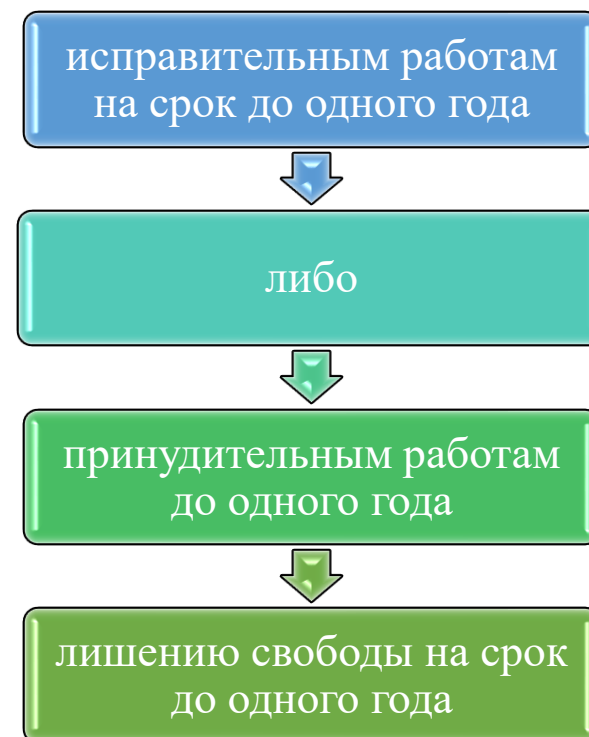 исправительным работам
на срок до одного года
либо
принудительным работам
до одного года
лишению свободы на срок
до одного года